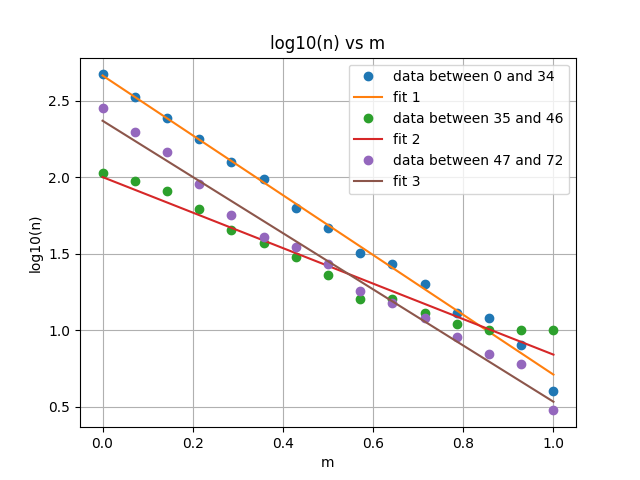 log10(n) vs m
data between 0 and 34
fit 1
data between 35 and 46
fit 2
data between 47 and 72
fit 3
log10(n)
2.5
2.0
1.5
1.0
0.5
0.0 0.2 0.4 0.6 0.8 1.0
m